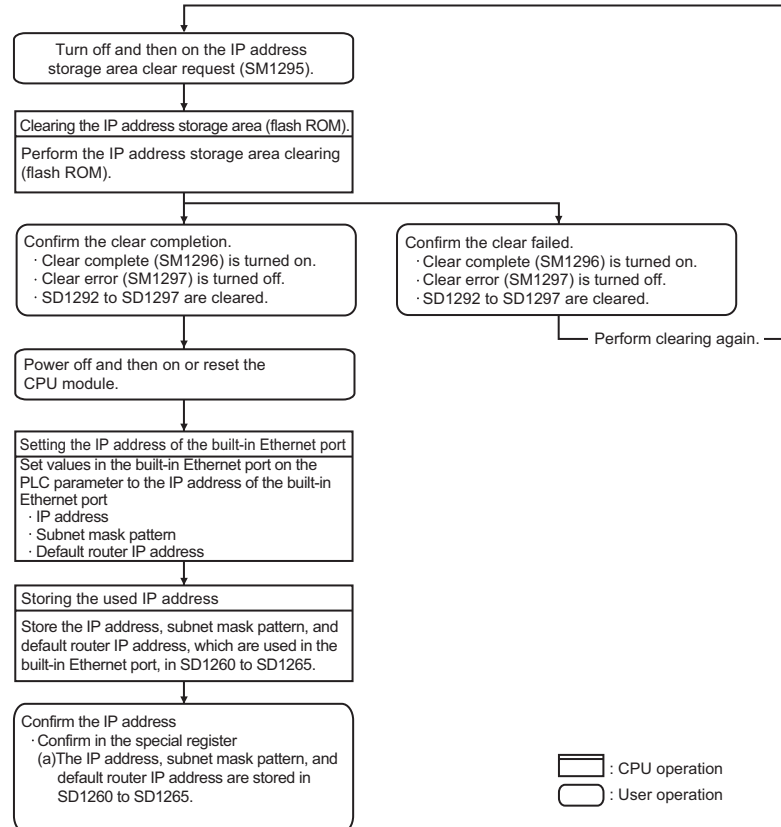 Turn off and then on the IP address
storage area clear request (SM1295).
Clearing the IP address storage area (flash ROM).
Perform the IP address storage area clearing
(flash ROM).
Confirm the clear completion.
· Clear complete (SM1296) is turned on.
· Clear error (SM1297) is turned off.
· SD1292 to SD1297 are cleared.
Confirm the clear failed.
· Clear complete (SM1296) is turned on.
· Clear error (SM1297) is turned off.
· SD1292 to SD1297 are cleared.
Perform clearing again.
Power off and then on or reset the
CPU module.
Setting the IP address of the built-in Ethernet port
Set values in the built-in Ethernet port on the
PLC parameter to the IP address of the built-in
Ethernet port
· IP address
· Subnet mask pattern
· Default router IP address
Storing the used IP address
Store the IP address, subnet mask pattern, and
default router IP address, which are used in the
built-in Ethernet port, in SD1260 to SD1265.
Confirm the IP address
· Confirm in the special register
(a)The IP address, subnet mask pattern, and
default router IP address are stored in
SD1260 to SD1265.
: CPU operation
: User operation